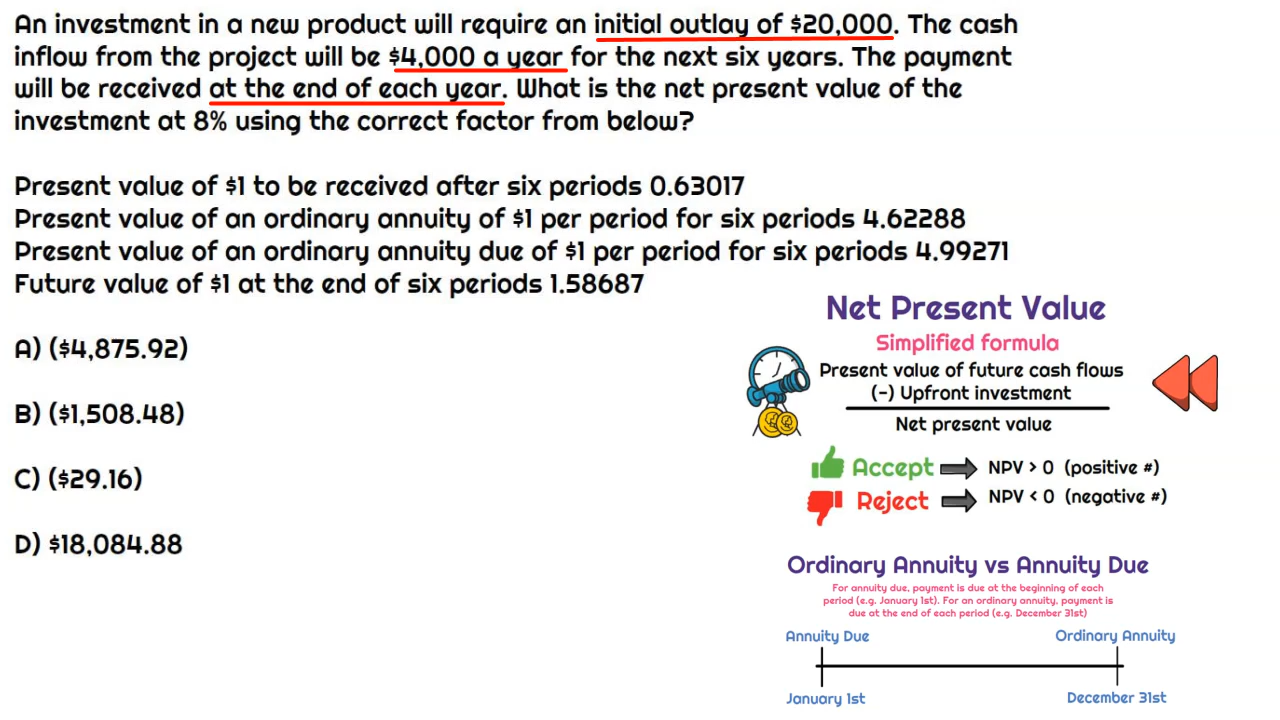 An investment in a new product will require an initial outlay of $20,000. The cash
inflow from the project will be $4,000 a year for the next six years. The payment
will be received at the end of each year. What is the net present value of the
investment at 8% using the correct factor from below?
Present value of $1 to be received after six periods 0.63017
Present value of an ordinary annuity of $1 per period for six periods 4.62288
Present value of an ordinary annuity due of $1 per period for six periods 4.99271
Future value of $1 at the end of six periods 1.58687
A) ($4,875.92)
B) ($1,508.48)
C) ($29.16)
D) $18,084.88
Net Present Value
Simplified formula
Present value of future cash flows
(-) Upfront investment
Net present value
Accept NPV > 0 (positive #)
Reject NPV < 0 (negative #)
Ordinary Annuity vs Annuity Due
For annuity due, payment is due at the beginning of each
period (e.g. January 1st). For an ordinary annuity, payment is
due at the end of each period (e.g. December 31st)
Annuity Due Ordinary Annuity
January 1st December 31st